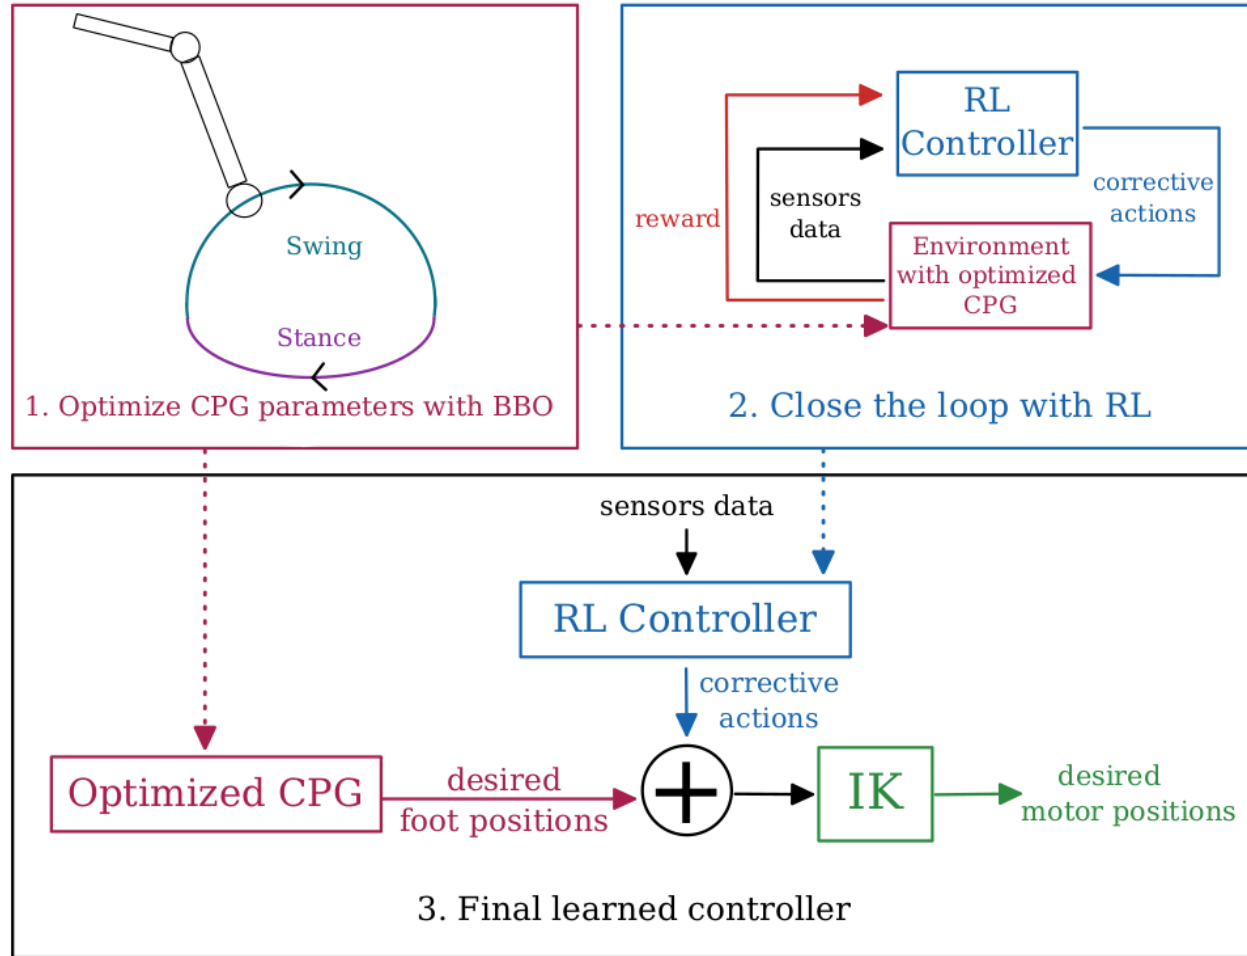 Swing
Stance
1. Optimize CPG parameters with BBO
RL
Controller
sensors
data
reward
corrective
actions
Environment
with optimized
CPG
2. Close the loop with RL
sensors data
RL Controller
corrective
actions
Optimized CPG
desired
foot positions
IK
desired
motor positions
3. Final learned controller